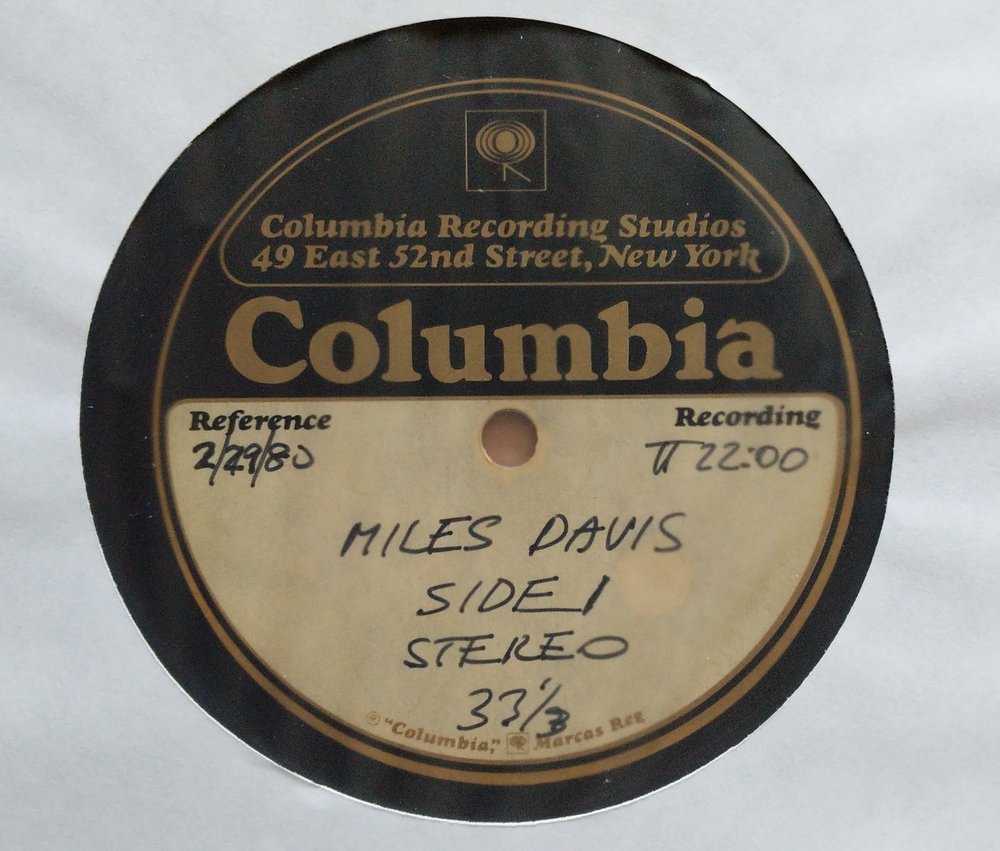 Columbia Recording Studios
49 East 52nd Street, New York
Columbia
Reference Recording
2/29/80 TT 22:00
MILES DAVIS
SIDE 1
STEREO
33 1/3
® "Columbia," Marcas Reg